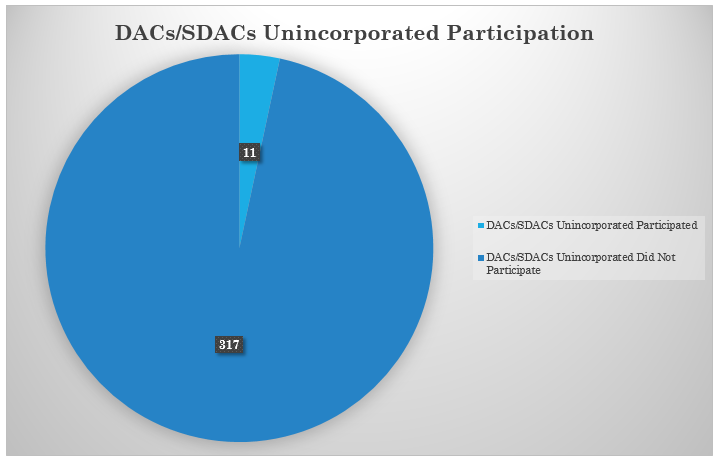 DACs/SDACs Unincorporated Participation
11
317
DACs/SDACs Unincorporated Participated
DACs/SDACs Unincorporated Did Not
Participate